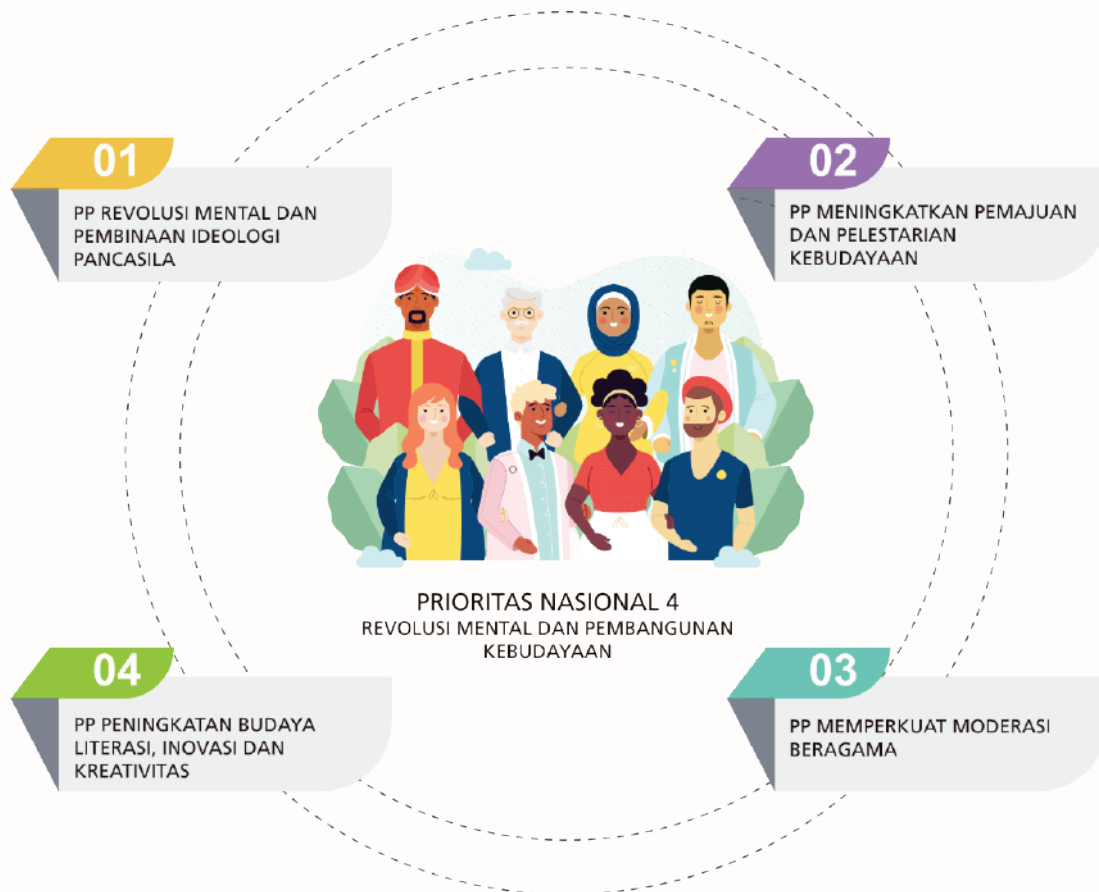 01
PP REVOLUSI MENTAL DAN
PEMBINAAN IDEOLOGI
PANCASILA
02
PP MENINGKATKAN PEMAJUAN
DAN PELESTARIAN
KEBUDAYAAN
PRIORITAS NASIONAL 4
REVOLUSI MENTAL DAN PEMBANGUNAN
KEBUDAYAAN
03
PP MEMPERKUAT MODERASI
BERAGAMA
04
PP PENINGKATAN BUDAYA
LITERASI, INOVASI DAN
KREATIVITAS